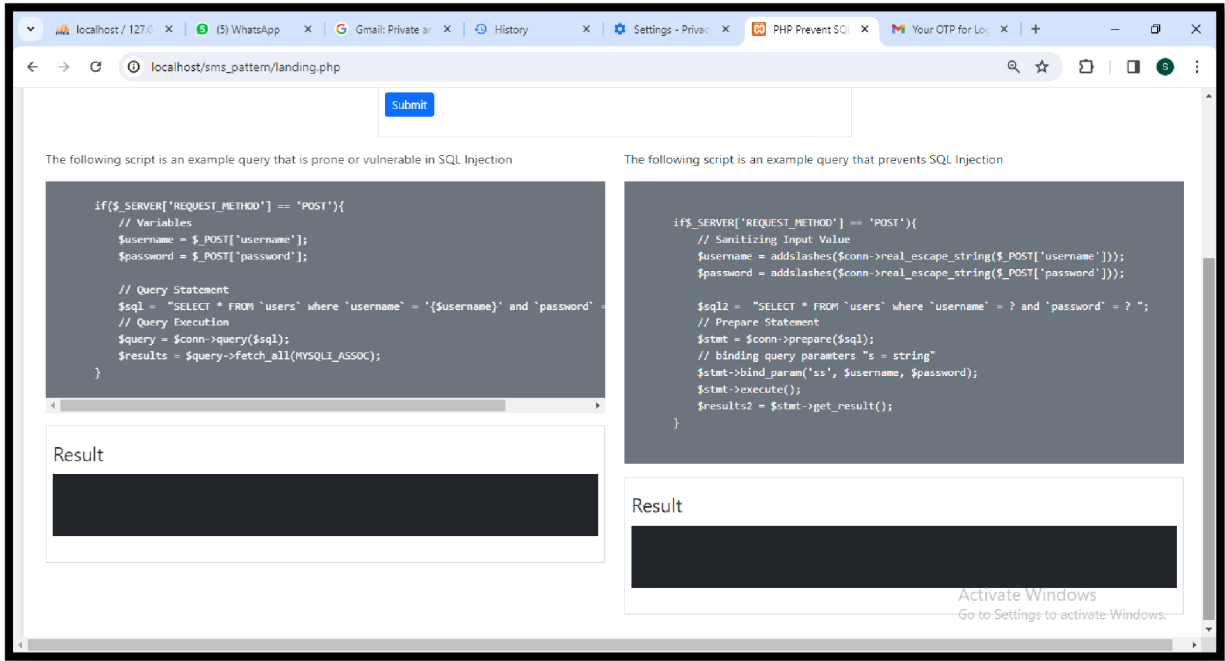 localhost / 127.0
(5) WhatsApp
Gmail: Private ar
History
Settings - Privac
PHP Prevent SQL
Your OTP for Log
localhost/sms_pattern/landing.php
S
Submit
The following script is an example query that is prone or vulnerable in SQL Injection
if($_SERVER['REQUEST_METHOD'] == "POST'){
// Variables
$username = $_POST["username'];
$password = $_POST['password'];
// Query Statement
$sql =  "SELECT * FROM `users` where `username` = '{$username}' and `password` =
// Query Execution
$query = $conn->query($sql);
$results = $query->fetch_all(MYSQLI_ASSOC);
}
Result
The following script is an example query that prevents SQL Injection
if$_SERVER['REQUEST_METHOD'] == 'POST'){
// Sanitizing Input Value
$username = addslashes($conn->real_escape_string($_POST['username']));
$password = addslashes($conn->real_escape_string($_POST['password']));
$sql2 =  "SELECT * FROM `users` where `username` = ? and `password` = ? ";
// Prepare Statement
$stmt = $conn->prepare($sql);
// binding query paramters "s = string"
$stmt->bind_param('ss', $username, $password);
$stmt->execute();
$results2 = $stmt->get_result();
}
Result
Activate Windows
Go to Settings to activate Windows.